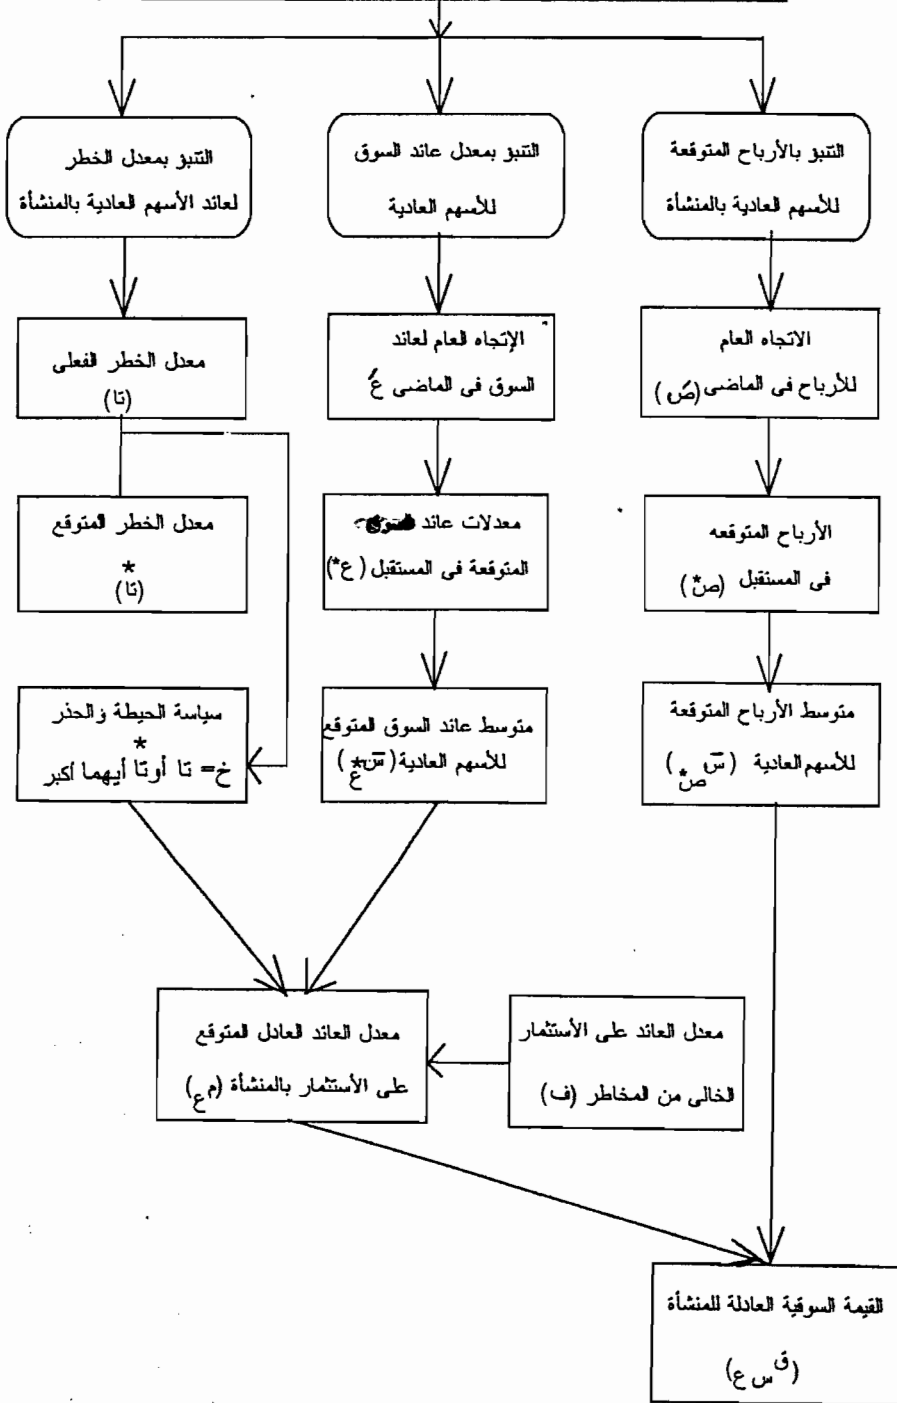 التنبؤ بالأرباح المتوقعة
للأسهم العادية بالمنشأة
التنبؤ بمعدل عائد السوق
للأسهم العادية
التنبؤ بمعدل الخطر
لعائد الأسهم العادية بالمنشأة
الاتجاه العام
للأرباح فى الماضى (صَ)
الإتجاه العام لعائد
السوق فى الماضى عَ
معدل الخطر الفعلى
(تا)
الأرباح المتوقعه
فى المستقبل (ص*)
معدلات عائد
المتوقعة فى المستقبل (ع*)
معدل الخطر المتوقع
*
(تا)
متوسط الأرباح المتوقعة
للأسهم العادية (سَ ص*)
متوسط عائد السوق المتوقع
للأسهم العادية (سَ ع*)
سياسة الحيطة والحذر
*
خ= تا أوتا أيهما أكبر
معدل العائد العادل المتوقع
على الأستثمار بالمنشأة (م ع)
معدل العائد على الأستثمار
الخالى من المخاطر (ف)
القيمة السوقية العادلة للمنشأة
(ق س ع)